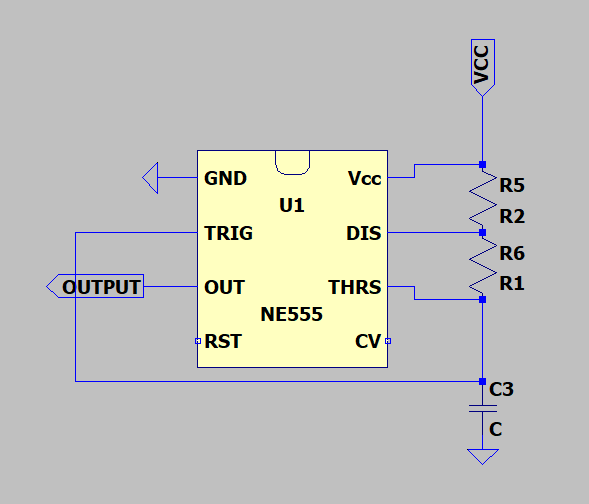 VCC
GND
Vcc
U1
TRIG
DIS
OUTPUT
OUT
THRS
NE555
RST
CV
R5
R2
R6
R1
C3
C